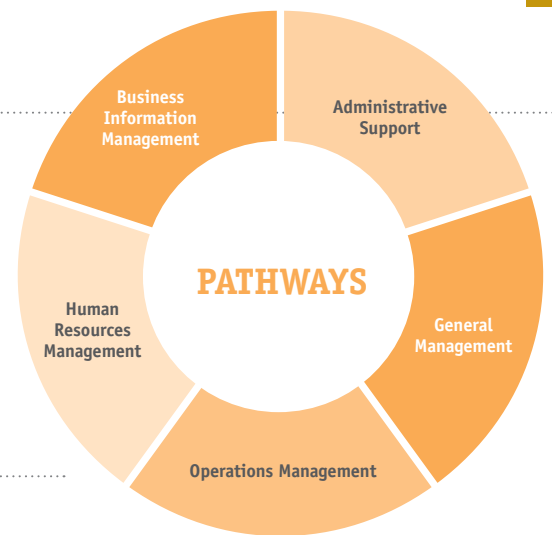 Business
Information
Management
Administrative
Support
PATHWAYS
Human
Resources
Management
General
Management
Operations Management